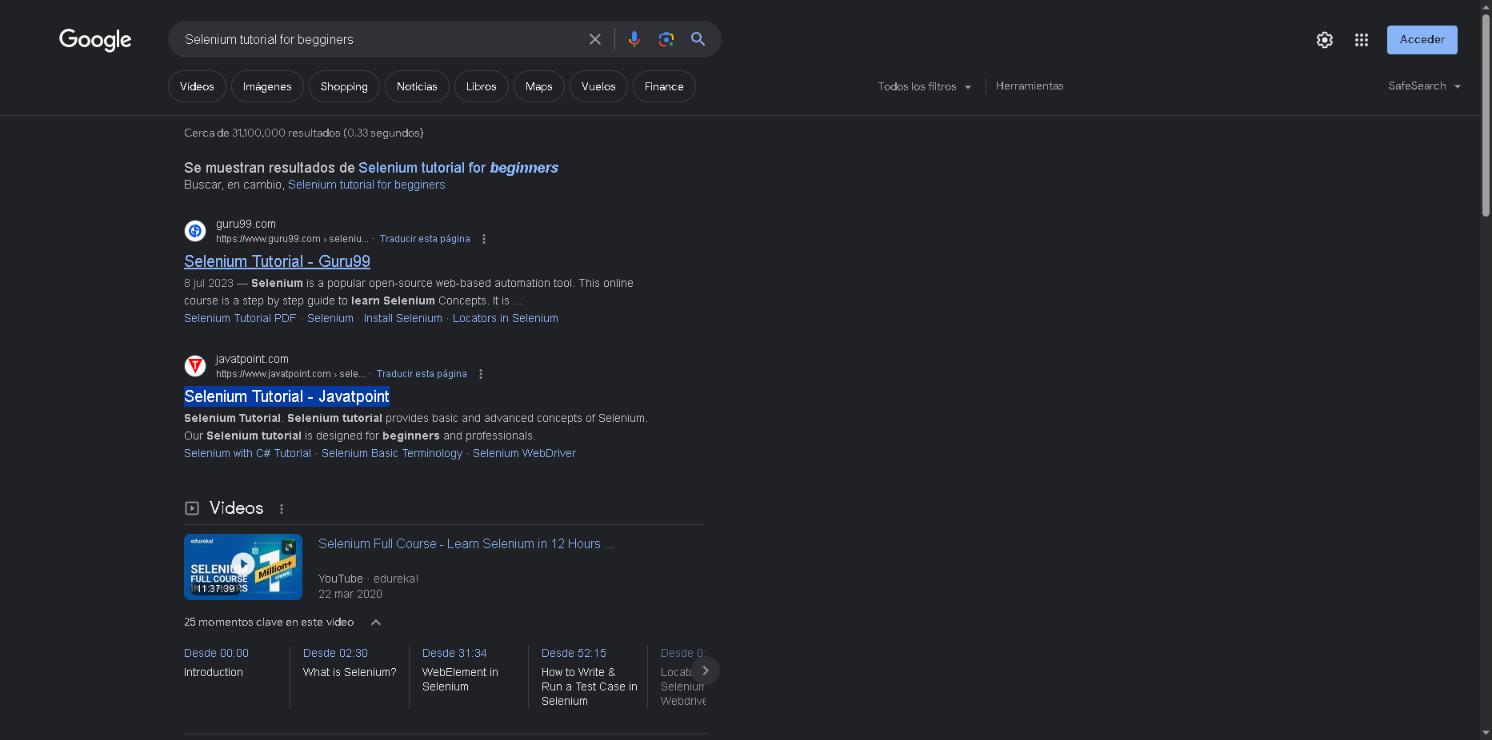 Google
Selenium tutorial for begginers
Acceder
Videos
Imágenes
Shopping
Noticias
Libros
Maps
Vuelos
Finance
Todos los filtros
Herramientas
SafeSearch
Cerca de 31,100,000 resultados (0.33 segundos)
Se muestran resultados de Selenium tutorial for beginners
Buscar, en cambio, Selenium tutorial for begginers
guru99.com
https://www.guru99.com › seleniu... · Traducir esta página
Selenium Tutorial - Guru99
8 jul 2023 — Selenium is a popular open-source web-based automation tool. This online
course is a step by step guide to learn Selenium Concepts. It is ...
Selenium Tutorial PDF · Selenium · Install Selenium · Locators in Selenium
javatpoint.com
https://www.javatpoint.com › sele... · Traducir esta página
Selenium Tutorial - Javatpoint
Selenium Tutorial. Selenium tutorial provides basic and advanced concepts of Selenium.
Our Selenium tutorial is designed for beginners and professionals.
Selenium with C# Tutorial · Selenium Basic Terminology · Selenium WebDriver
Videos
edureka!
SELENIUM
FULL COURSE
Million+
11:37:39
Selenium Full Course - Learn Selenium in 12 Hours ...
YouTube · edureka!
22 mar 2020
25 momentos clave en este video
Desde 00:00
Introduction
Desde 02:30
What is Selenium?
Desde 31:34
WebElement in
Selenium
Desde 52:15
How to Write &
Run a Test Case in
Selenium
Desde
Selenium